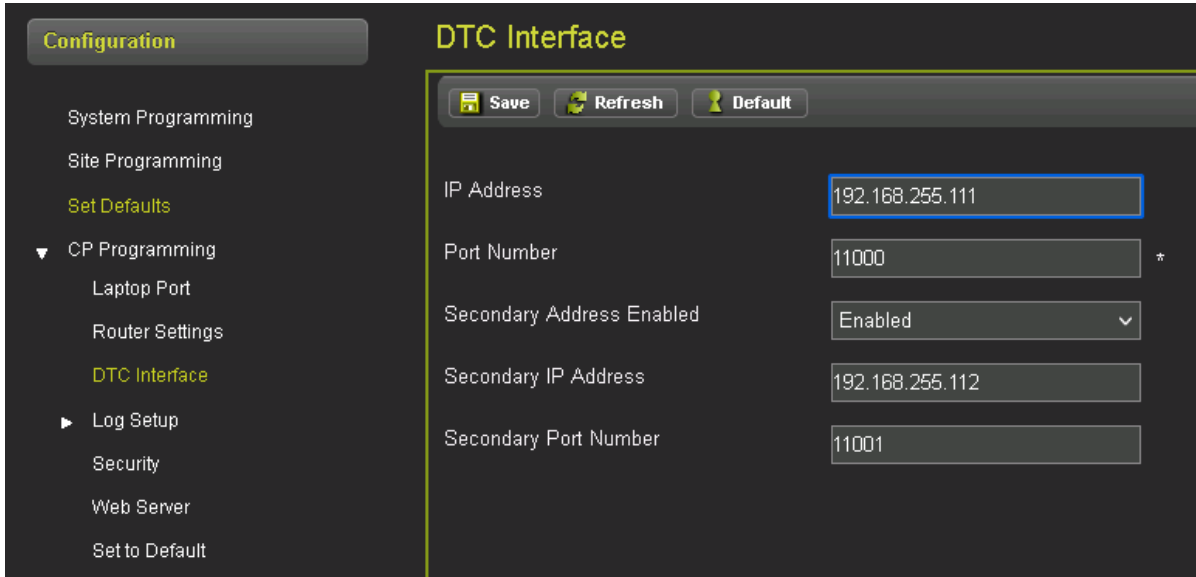 Configuration
System Programming
Site Programming
Set Defaults
CP Programming
Laptop Port
Router Settings
DTC Interface
Log Setup
Security
Web Server
Set to Default
DTC Interface
Save Refresh Default
IP Address 192.168.255.111
Port Number 11000 *
Secondary Address Enabled Enabled
Secondary IP Address 192.168.255.112
Secondary Port Number 11001